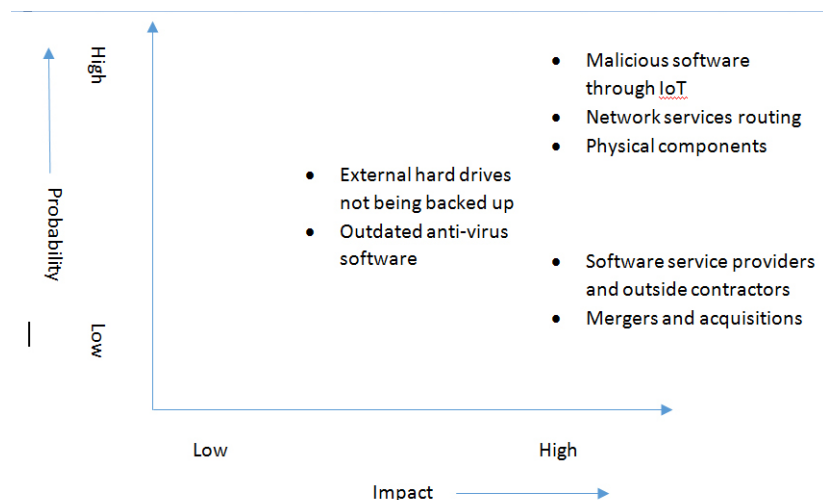 High
Probability
Low
• Malicious software
through IoT
• Network services routing
• Physical components
• External hard drives
not being backed up
• Outdated anti-virus
software
• Software service providers
and outside contractors
• Mergers and acquisitions
Low
High
Impact